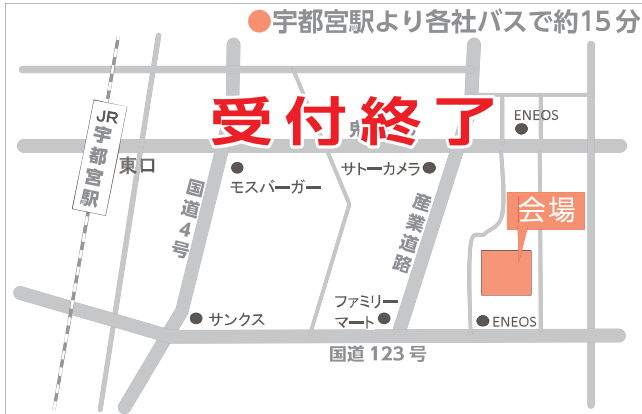 ●宇都宮駅より各社バスで約15分
受付終了
ENEOS
JR宇都宮駅
東口
モスバーガー
サトーカメラ
国道4号
産業道路
会場
ファミリー
マート
サンクス
ENEOS
国道123号